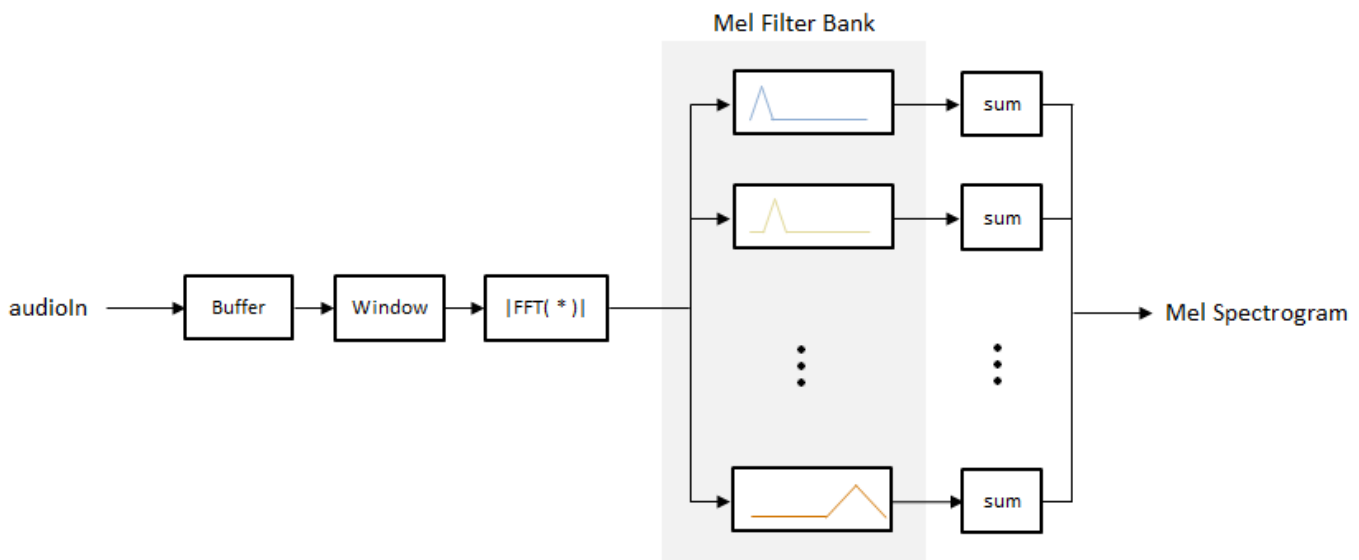 Mel Filter Bank
sum
sum
audioIn
Buffer
Window
|FFT( * )|
Mel Spectrogram
sum